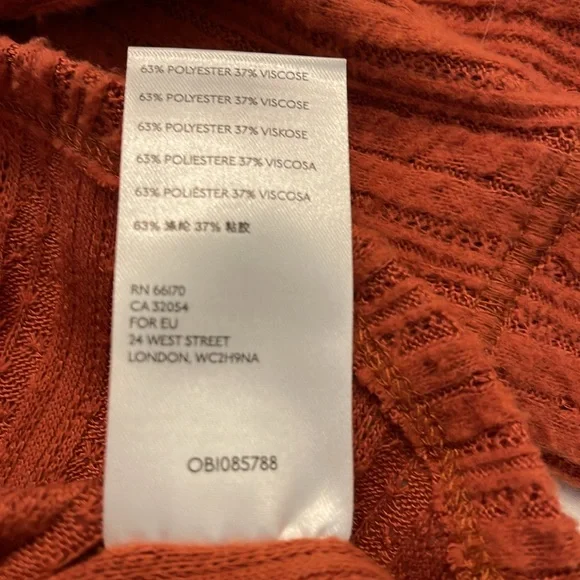 63% POLYESTER 37% VISCOSE
63% POLYESTER 37% VISCOSE
63% POLYESTER 37% VISKOSE
63% POLIESTERE 37% VISCOSA
63% POLIÉSTER 37% VISCOSA
63% 涤纶 37% 粘胶
RN 66170
CA 32054
FOR EU
24 WEST STREET
LONDON, WC2H9NA
OB1085788